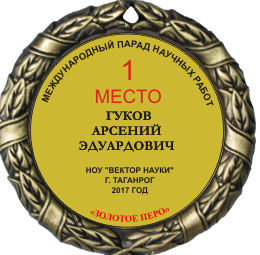 МЕЖДУНАРОДНЫЙ ПАРАД НАУЧНЫХ РАБОТ
1
МЕСТО
ГУКОВ
АРСЕНИЙ
ЭДУАРДОВИЧ
НОУ "ВЕКТОР НАУКИ"
Г. ТАГАНРОГ
2017 ГОД
«ЗОЛОТОЕ ПЕРО»